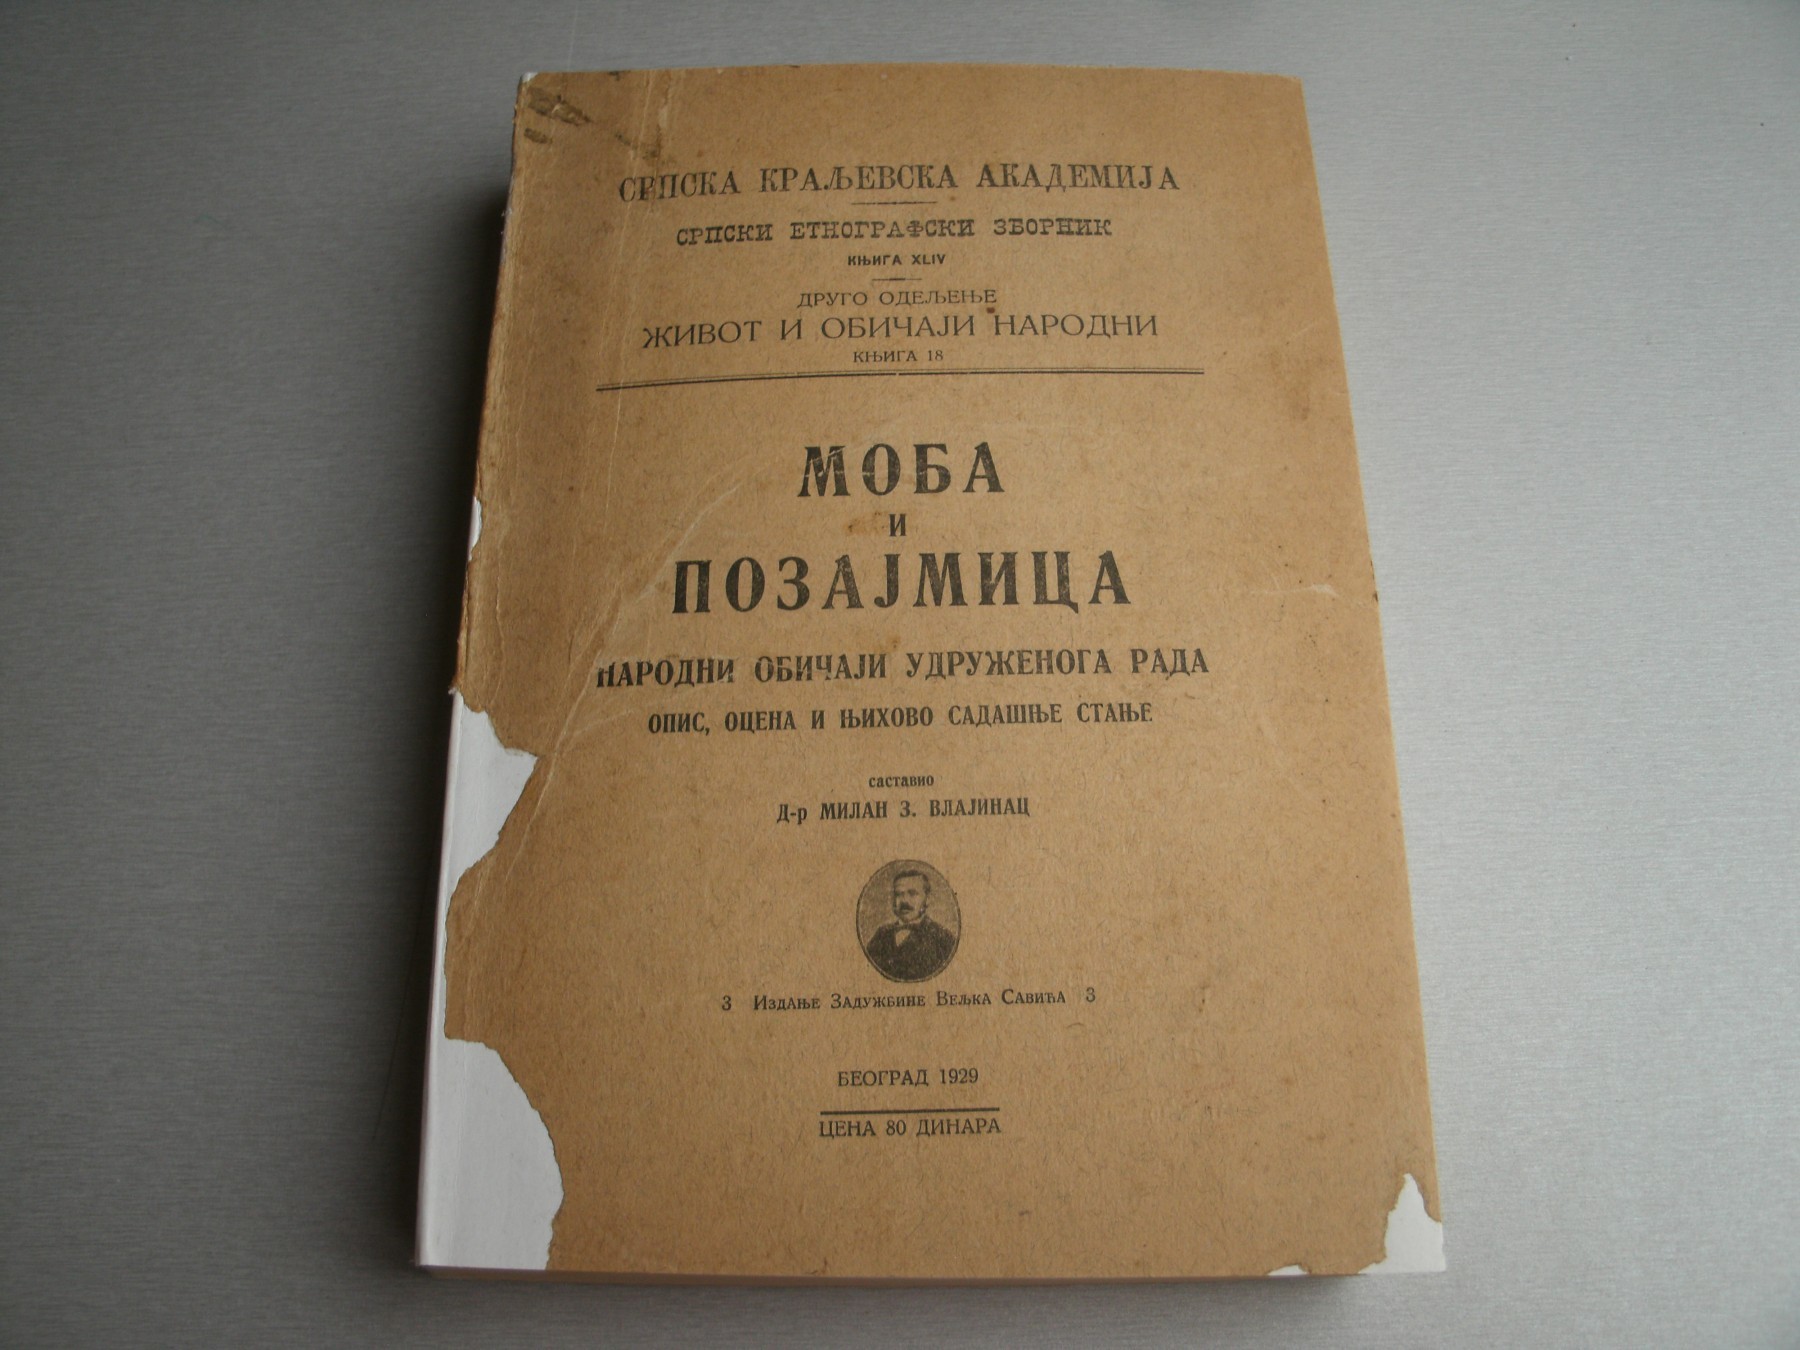 СРПСКА КРАЉЕВСКА АКАДЕМИЈА
СРПСКИ ЕТНОГРАФСКИ ЗБОРНИК
КЊИГА XLIV
ДРУГО ОДЕЉЕЊЕ
ЖИВОТ И ОБИЧАЈИ НАРОДНИ
КЊИГА 18
МОБА
И
ПОЗАЈМИЦА
НАРОДНИ ОБИЧАЈИ УДРУЖЕНОГА РАДА
ОПИС, ОЦЕНА И ЊИХОВО САДАШЊЕ СТАЊЕ
саставио
Д-р МИЛАН З. ВЛАЈИНАЦ
3 Издање Задужбине Вељка Савића 3
БЕОГРАД 1929
ЦЕНА 80 ДИНАРА